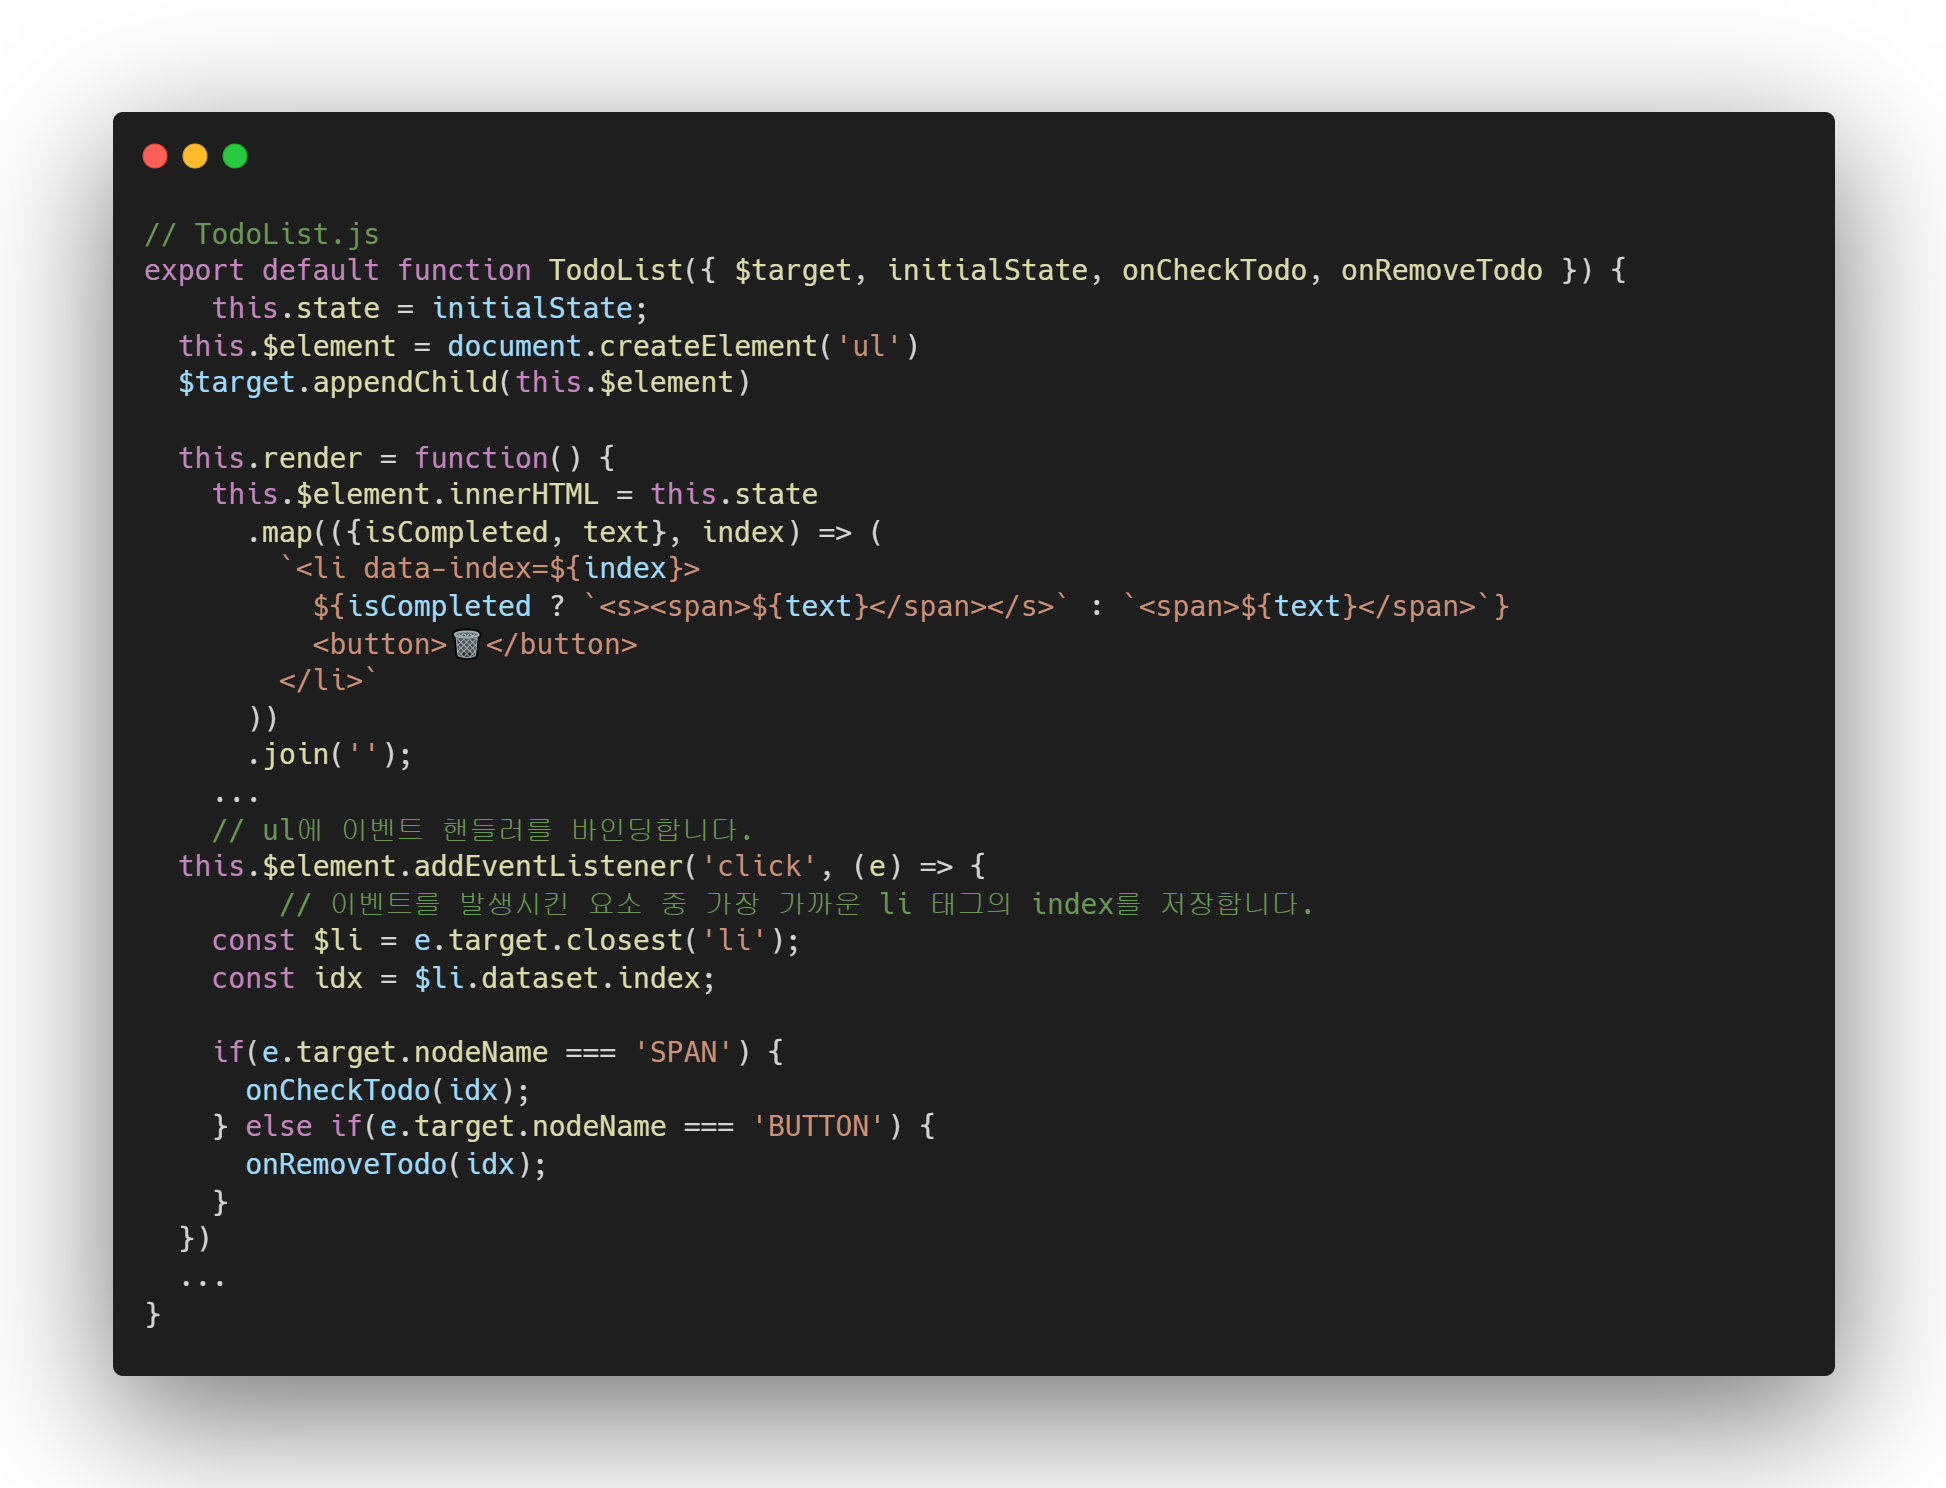 // TodoList.js
export default function TodoList({ $target, initialState, onCheckTodo, onRemoveTodo }) {
    this.state = initialState;
  this.$element = document.createElement('ul')
  $target.appendChild(this.$element)

  this.render = function() {
    this.$element.innerHTML = this.state
      .map(({isCompleted, text}, index) => (
        `<li data-index=${index}>
          ${isCompleted ? `<s><span>${text}</span></s>` : `<span>${text}</span>`}
          <button>🗑️</button>
        </li>`
      ))
      .join('');
    ...
    // ul에 이벤트 핸들러를 바인딩합니다.
  this.$element.addEventListener('click', (e) => {
        // 이벤트를 발생시킨 요소 중 가장 가까운 li 태그의 index를 저장합니다.
    const $li = e.target.closest('li');
    const idx = $li.dataset.index;

    if(e.target.nodeName === 'SPAN') {
      onCheckTodo(idx);
    } else if(e.target.nodeName === 'BUTTON') {
      onRemoveTodo(idx);
    }
  })
  ...
}